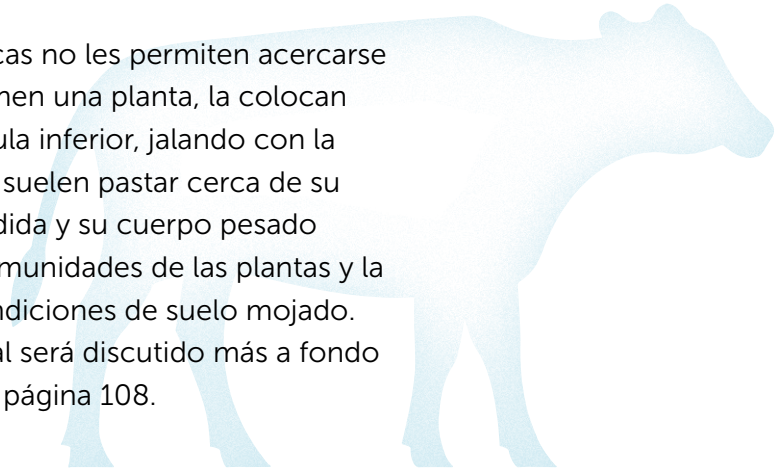 cas no les permiten acercarse
men una planta, la colocan
ula inferior, jalando con la
suelen pastar cerca de su
dida y su cuerpo pesado
munidades de las plantas y la
ndiciones de suelo mojado.
al será discutido más a fondo
página 108.